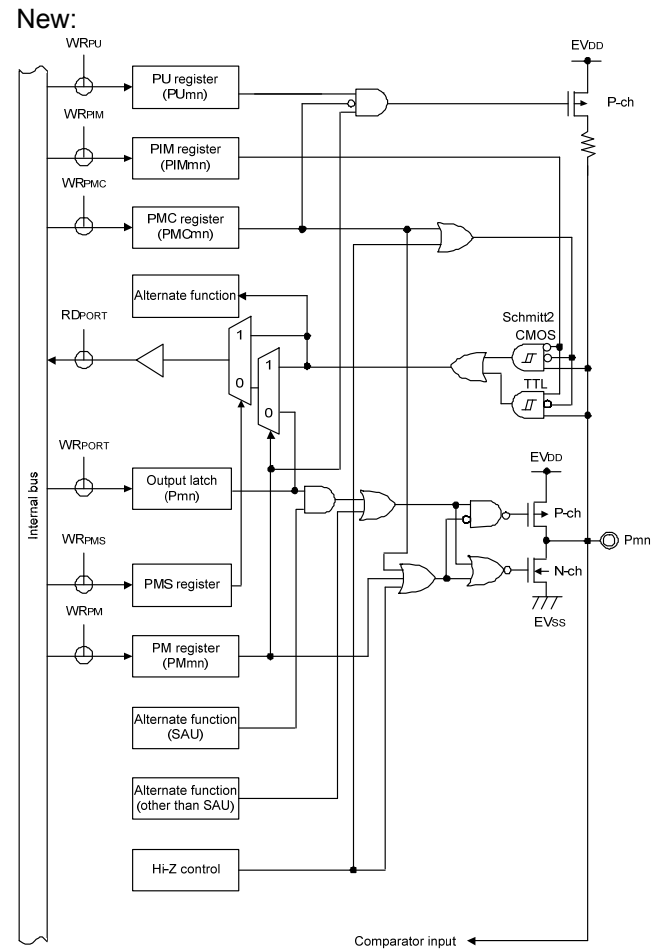 New:
WRPU
EVDD
PU register
(PUmn)
P-ch
WRPIM
PIM register
(PIMmn)
WRPMC
PMC register
(PMCmn)
Alternate function
RDPORT
1
0
1
0
Schmitt2
CMOS
TTL
WRPORT
Output latch
(Pmn)
EVDD
P-ch
Pmn
N-ch
EVSS
Internal bus
WRPMS
PMS register
WRPM
PM register
(PMmn)
Alternate function
(SAU)
Alternate function
(other than SAU)
Hi-Z control
Comparator input